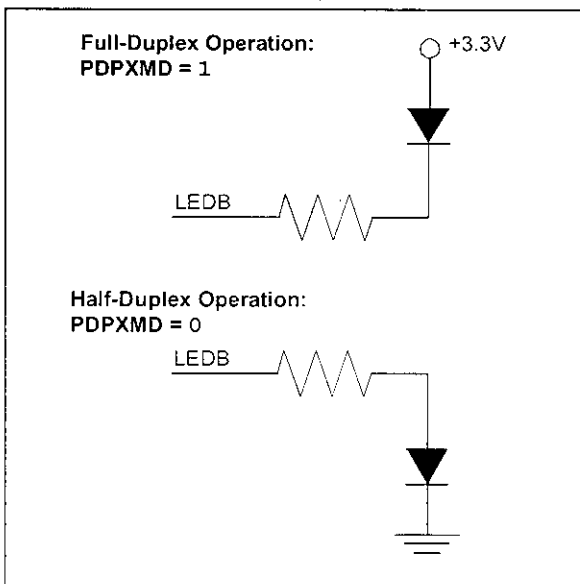 Full-Duplex Operation:
PDPXMD = 1
+3.3V
LEDB
Half-Duplex Operation:
PDPXMD = 0
LEDB